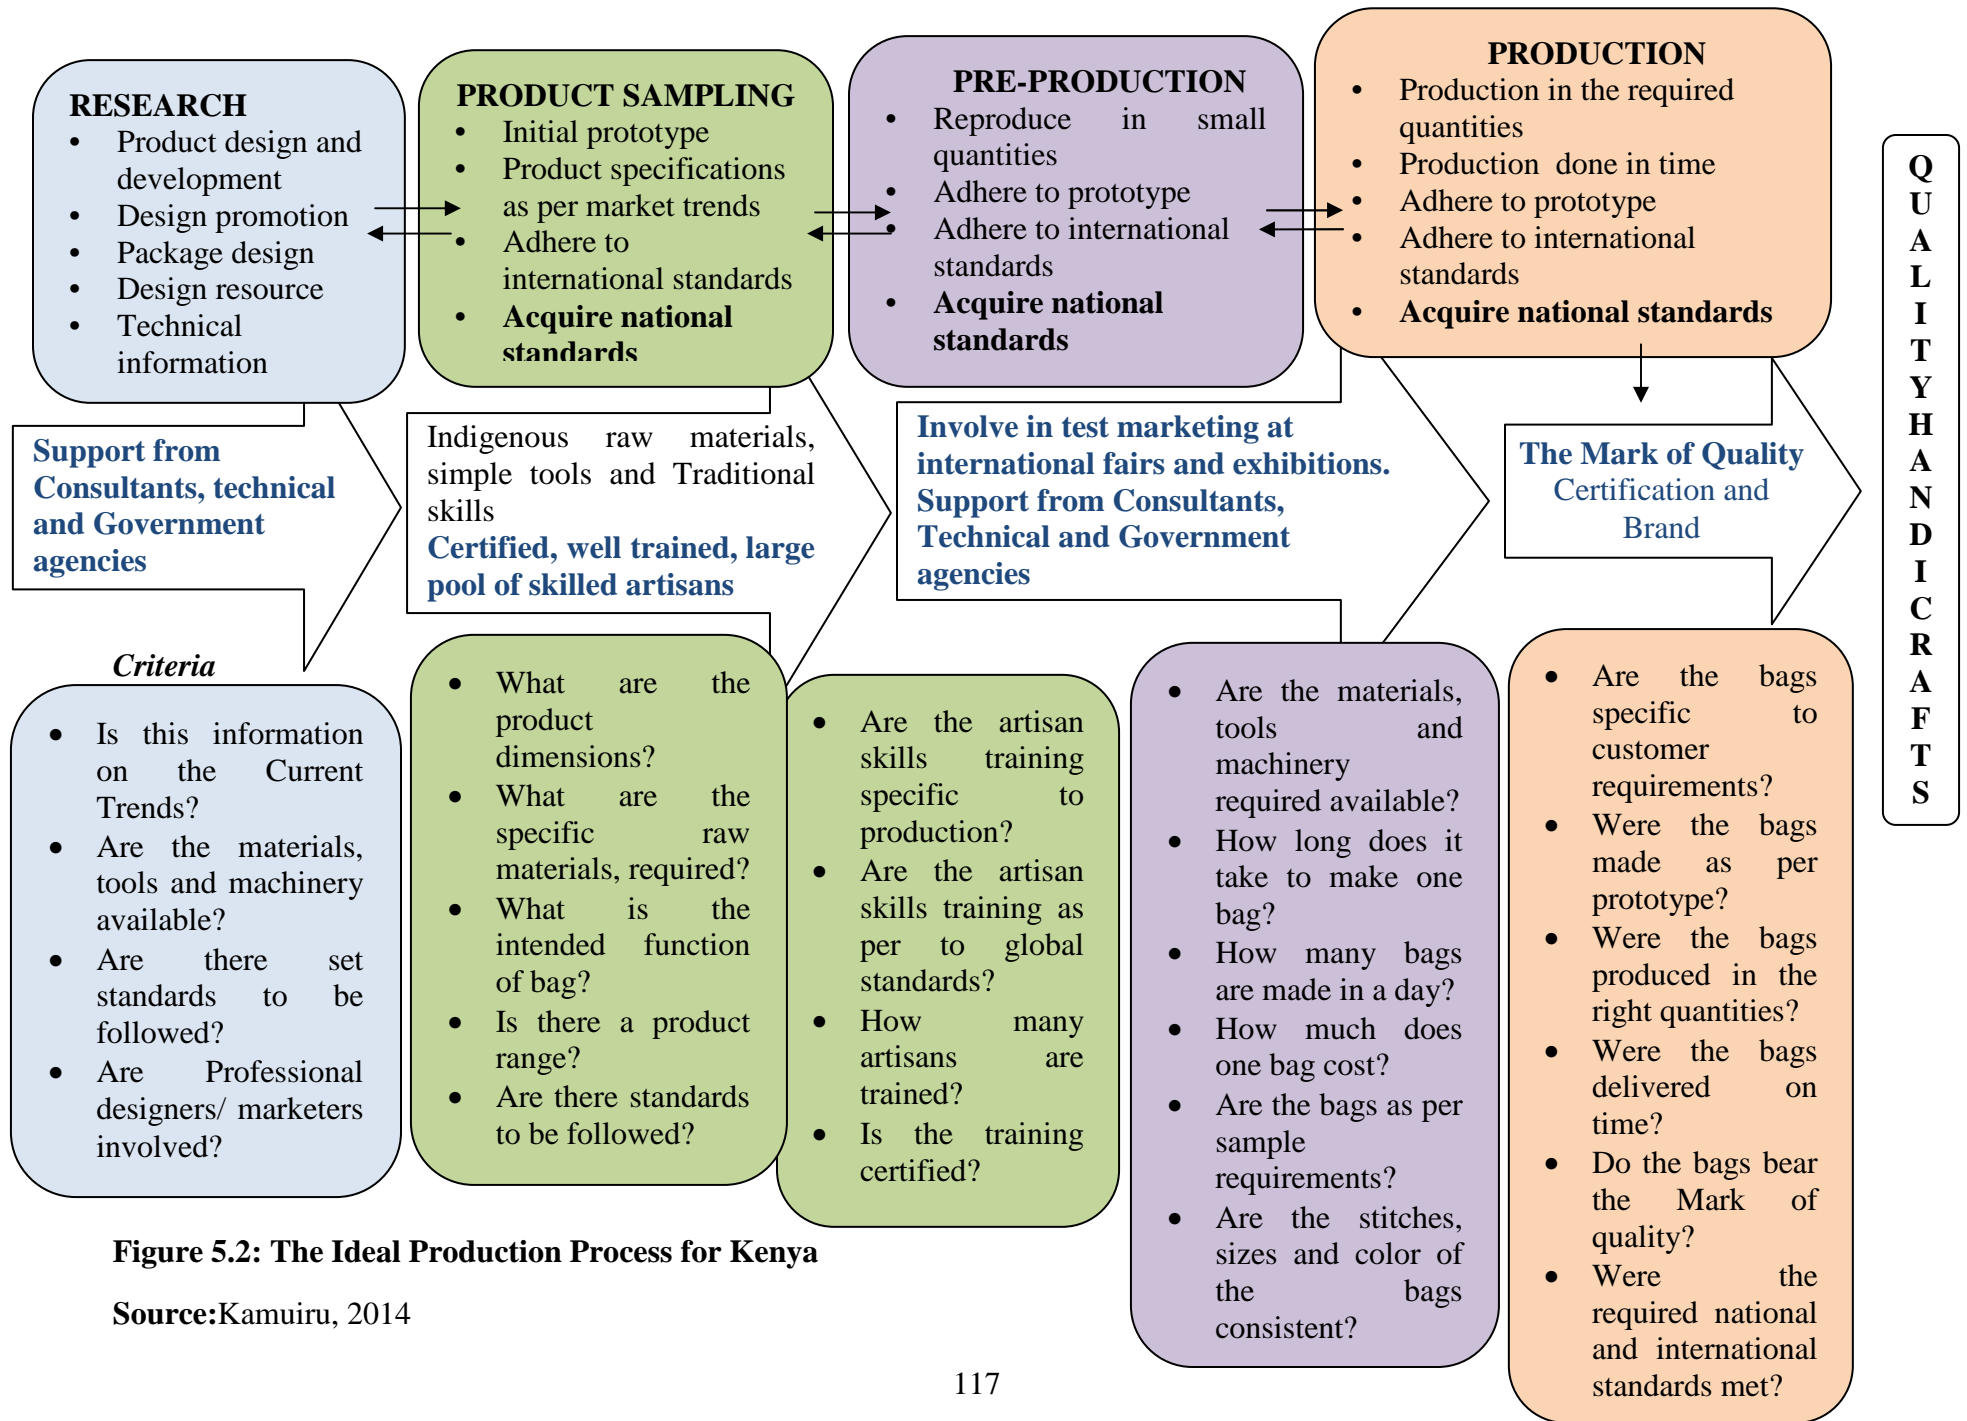 RESEARCH
• Product design and
development
• Design promotion
• Package design
• Design resource
• Technical
information
PRODUCT SAMPLING
• Initial prototype
• Product specifications
as per market trends
• Adhere to
international standards
• Acquire national
standards
PRE-PRODUCTION
• Reproduce in small
quantities
• Adhere to prototype
• Adhere to international
standards
• Acquire national
standards
PRODUCTION
• Production in the required
quantities
• Production done in time
• Adhere to prototype
• Adhere to international
standards
• Acquire national standards
Support from
Consultants, technical
and Government
agencies
Indigenous raw materials,
simple tools and Traditional
skills
Certified, well trained, large
pool of skilled artisans
Involve in test marketing at
international fairs and exhibitions.
Support from Consultants,
Technical and Government
agencies
The Mark of Quality
Certification and
Brand
Q
U
A
L
I
T
Y
H
A
N
D
I
C
R
A
F
T
S
Criteria
• Is this information
on the Current
Trends?
• Are the materials,
tools and machinery
available?
• Are there set
standards to be
followed?
• Are Professional
designers/ marketers
involved?
• What are the
product
dimensions?
• What are the
specific raw
materials, required?
• What is the
intended function
of bag?
• Is there a product
range?
• Are there standards
to be followed?
• Are the artisan
skills training
specific to
production?
• Are the artisan
skills training as
per to global
standards?
• How many
artisans are
trained?
• Is the training
certified?
• Are the materials,
tools and
machinery
required available?
• How long does it
take to make one
bag?
• How many bags
are made in a day?
• How much does
one bag cost?
• Are the bags as per
sample
requirements?
• Are the stitches,
sizes and color of
the bags
consistent?
• Are the bags
specific to
customer
requirements?
• Were the bags
made as per
prototype?
• Were the bags
produced in the
right quantities?
• Were the bags
delivered on
time?
• Do the bags bear
the Mark of
quality?
• Were the
required national
and international
standards met?
Figure 5.2: The Ideal Production Process for Kenya
Source:Kamuiru, 2014
117